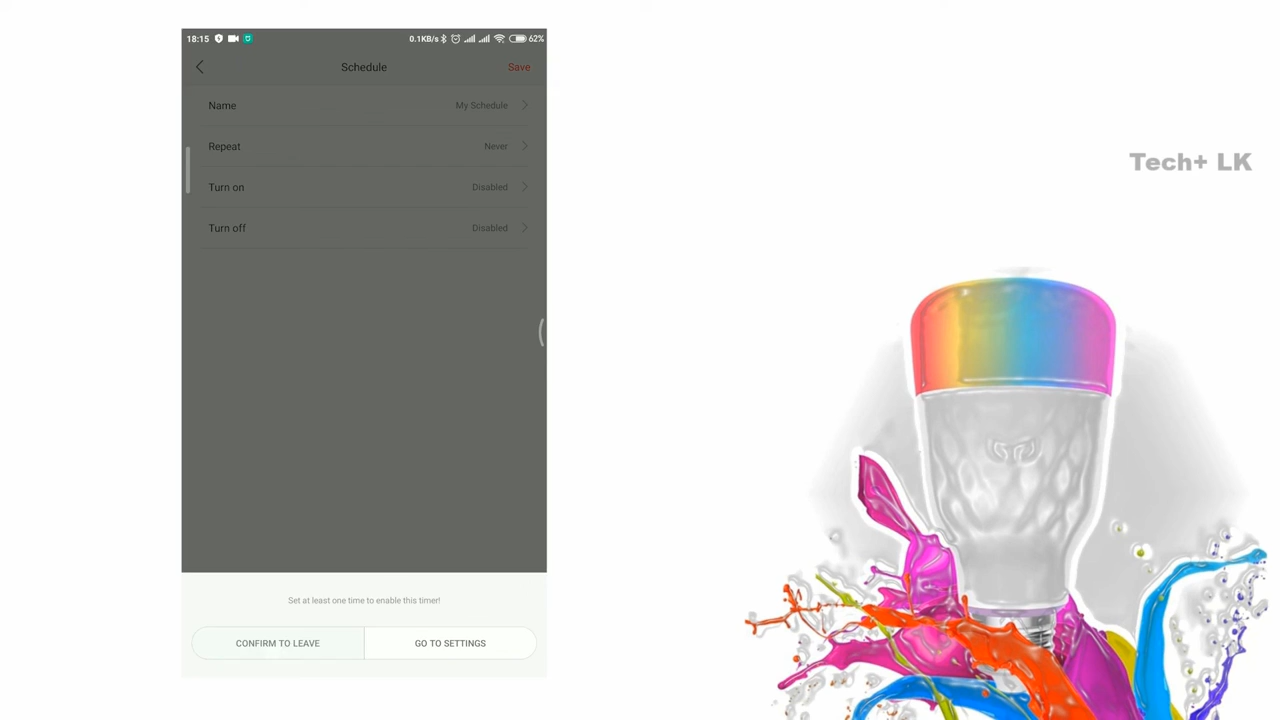 18:15 0.1KB/s 62%
Schedule Save
Name My Schedule
Repeat Never
Turn on Disabled
Turn off Disabled
Set at least one time to enable this timer!
CONFIRM TO LEAVE GO TO SETTINGS
Tech+ LK